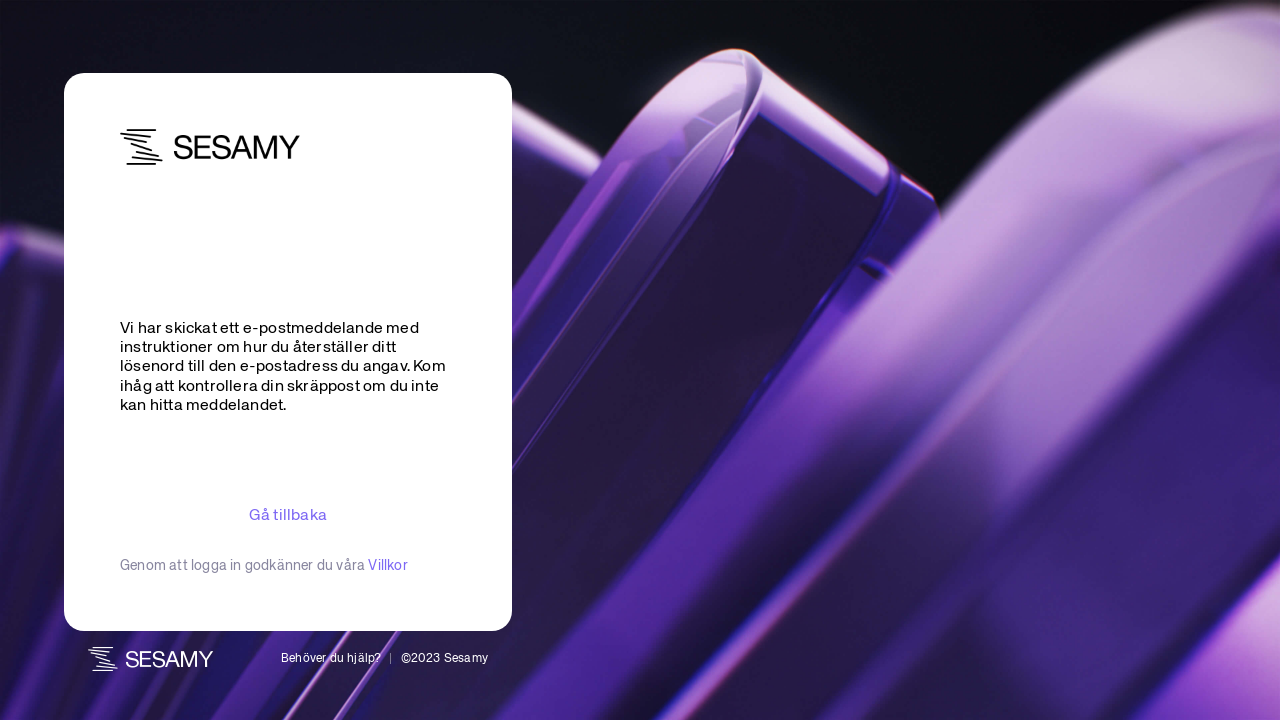 SESAMY
Vi har skickat ett e-postmeddelande med
instruktioner om hur du återställer ditt
lösenord till den e-postadress du angav. Kom
ihåg att kontrollera din skräppost om du inte
kan hitta meddelandet.
Gå tillbaka
Genom att logga in godkänner du våra Villkor
SESAMY
Behöver du hjälp? | ©2023 Sesamy